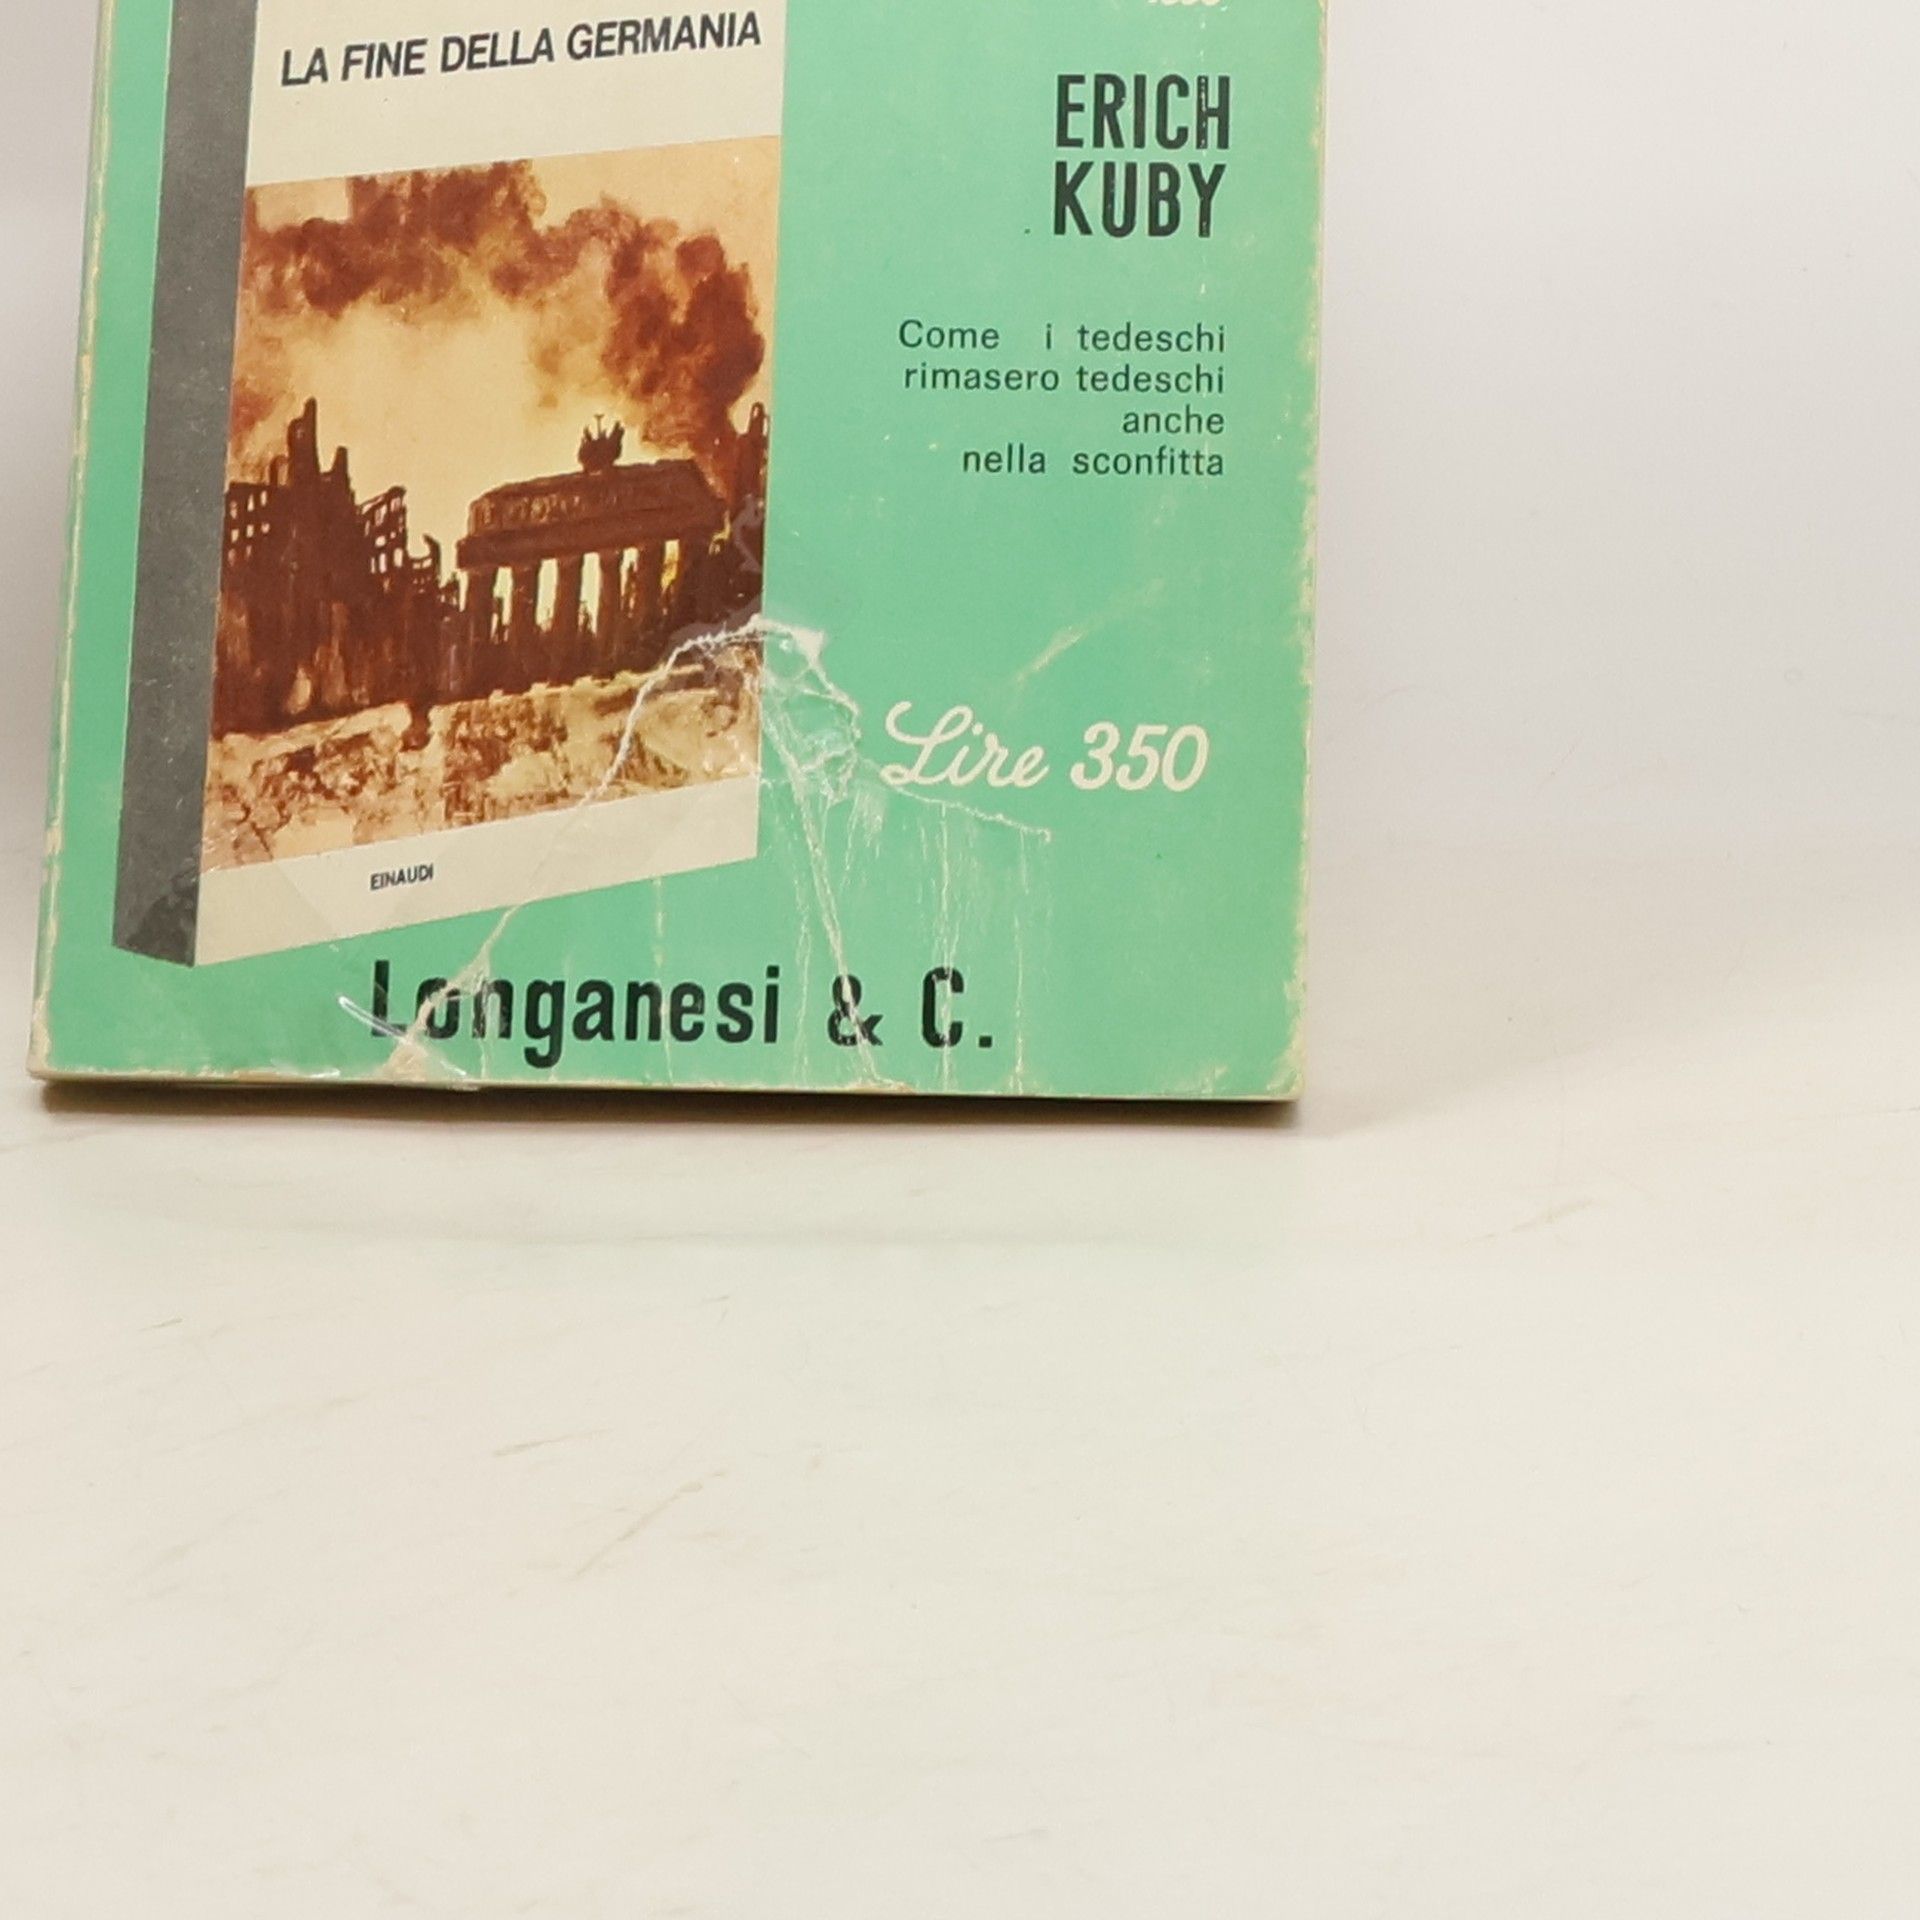 LA FINE DELLA GERMANIA
ERICH
KUBY
Come i tedeschi
rimasero tedeschi
anche
nella sconfitta
Lire 350
EINAUDI
Longanesi & C.